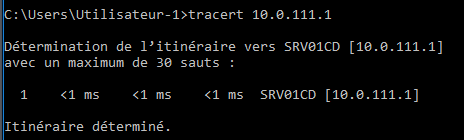 C:\Users\Utilisateur-1>tracert 10.0.111.1
Détermination de l’itinéraire vers SRV01CD [10.0.111.1]
avec un maximum de 30 sauts :
1 <1 ms <1 ms <1 ms SRV01CD [10.0.111.1]
Itinéraire déterminé.